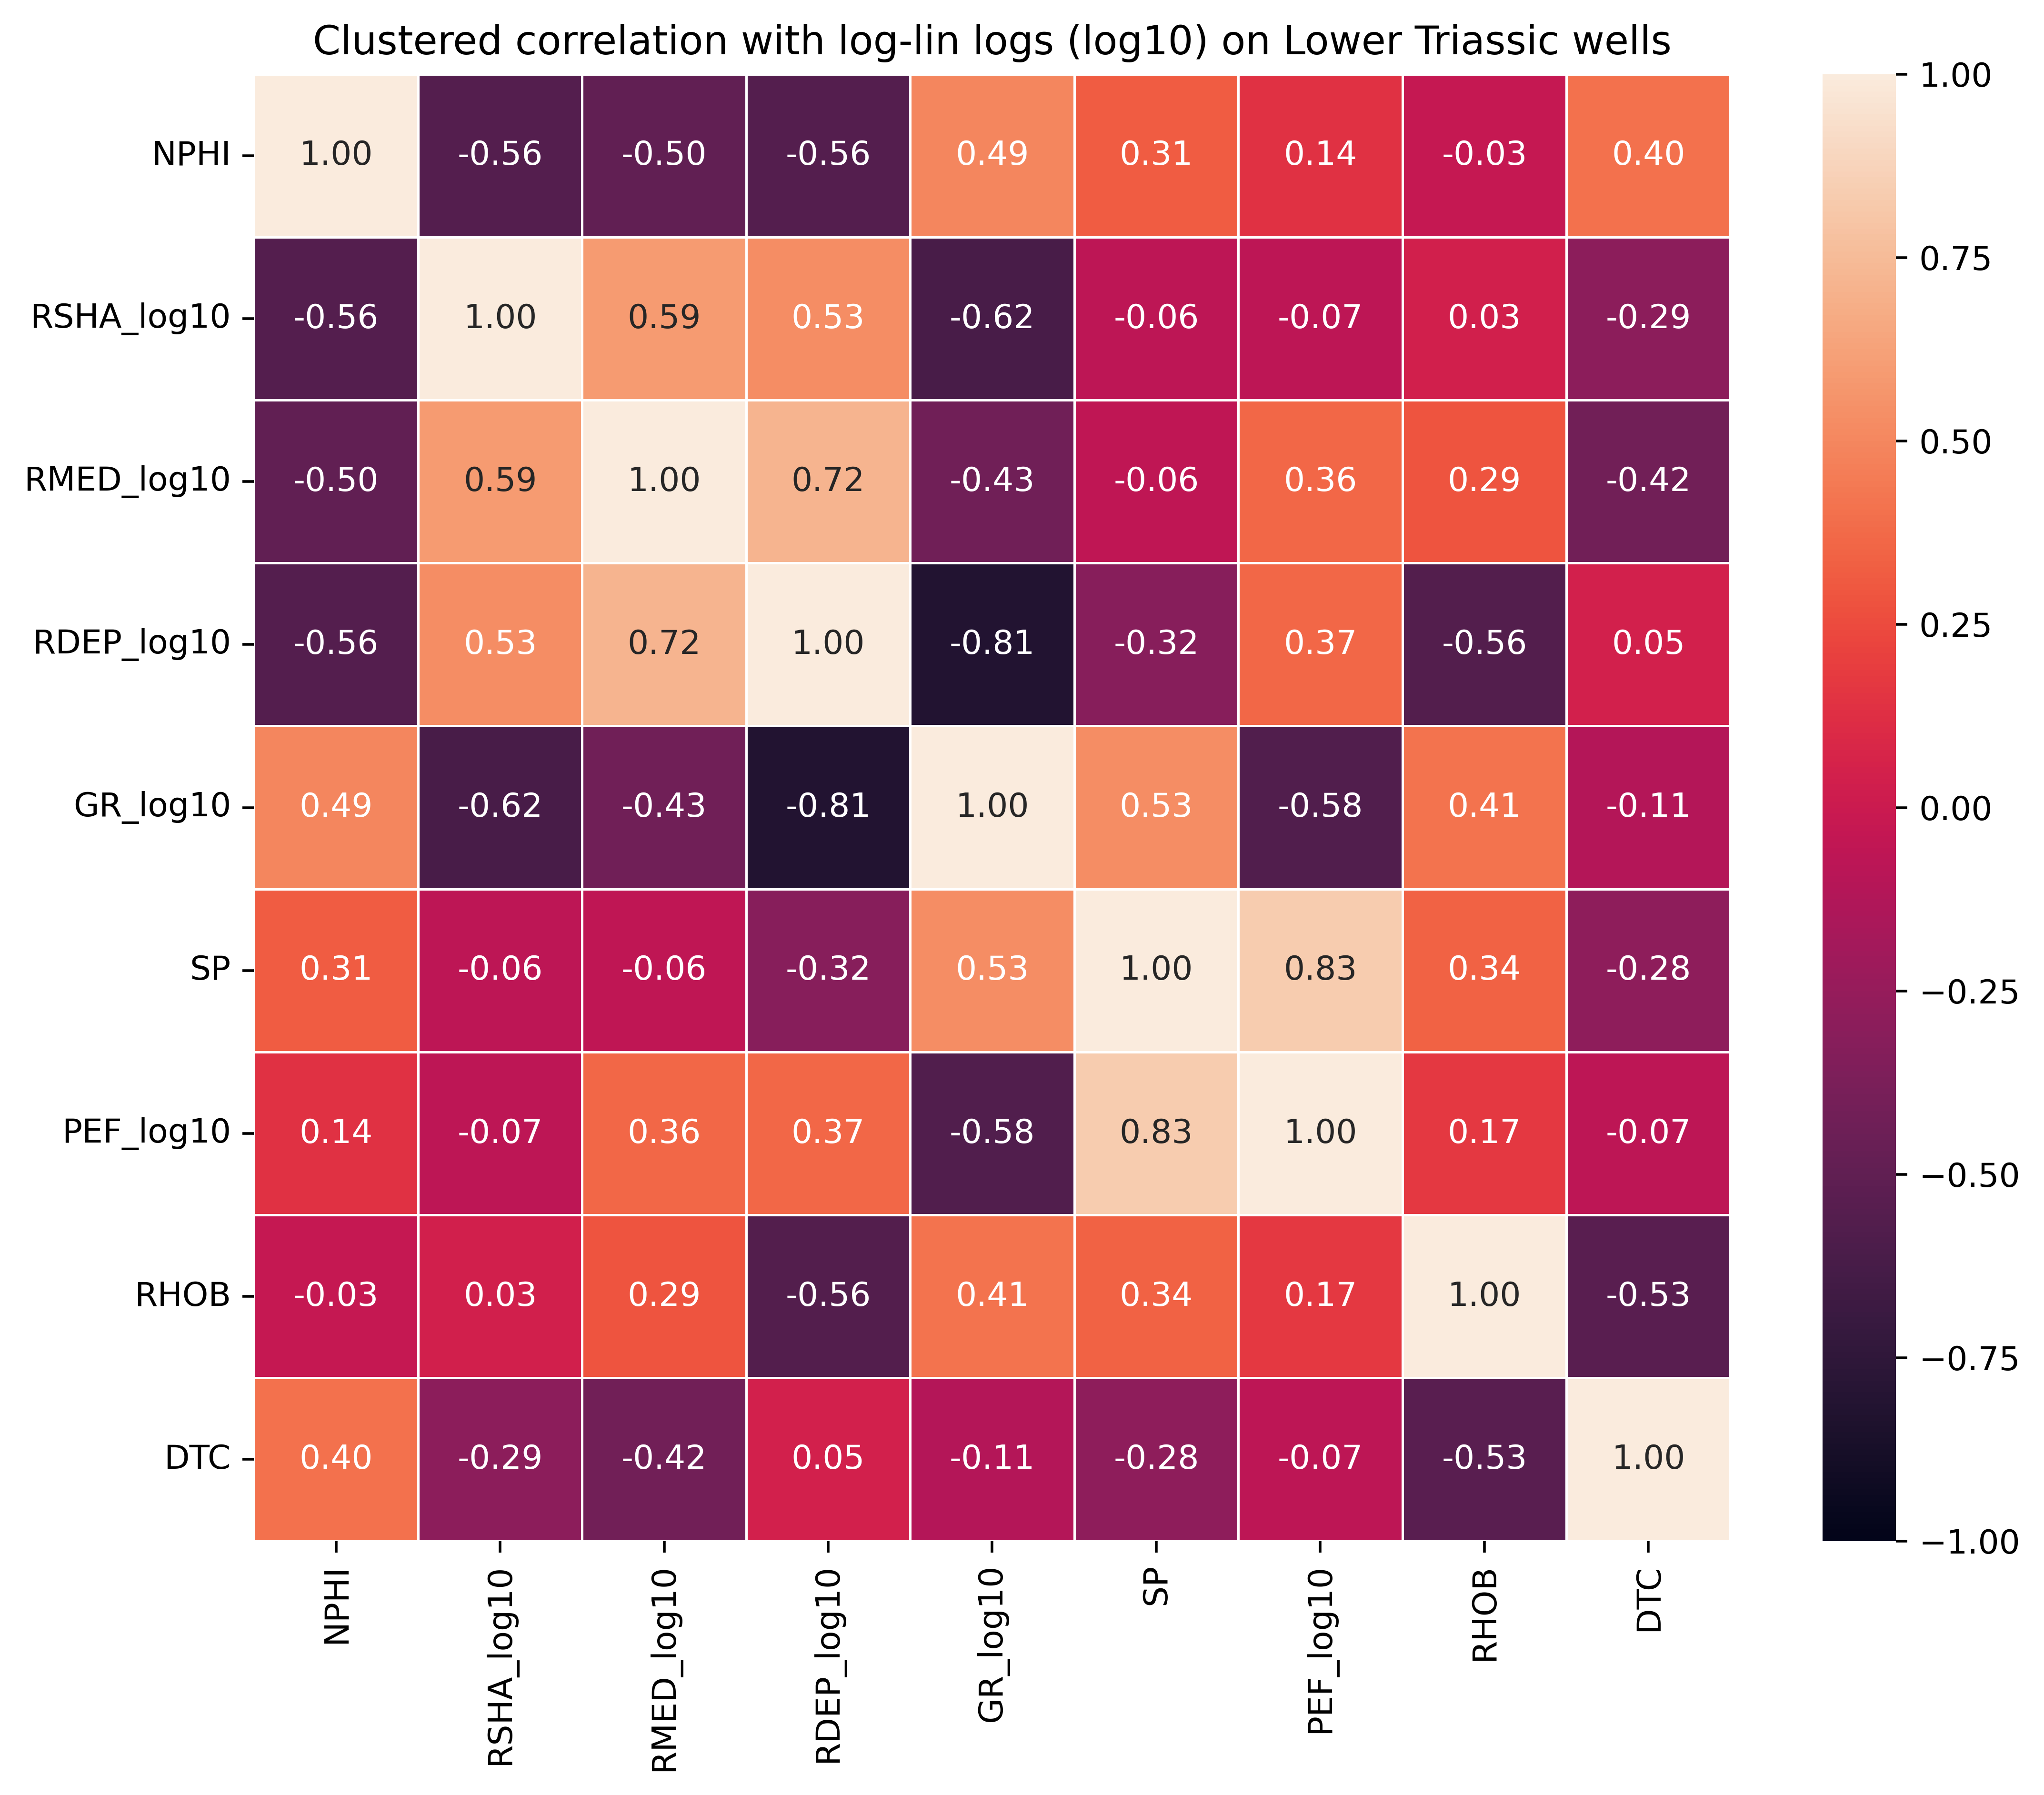 Clustered correlation with log-lin logs (log10) on Lower Triassic wells
NPHI 1.00 -0.56 -0.50 -0.56 0.49 0.31 0.14 -0.03 0.40
RSHA_log10 -0.56 1.00 0.59 0.53 -0.62 -0.06 -0.07 0.03 -0.29
RMED_log10 -0.50 0.59 1.00 0.72 -0.43 -0.06 0.36 0.29 -0.42
RDEP_log10 -0.56 0.53 0.72 1.00 -0.81 -0.32 0.37 -0.56 0.05
GR_log10 0.49 -0.62 -0.43 -0.81 1.00 0.53 -0.58 0.41 -0.11
SP 0.31 -0.06 -0.06 -0.32 0.53 1.00 0.83 0.34 -0.28
PEF_log10 0.14 -0.07 0.36 0.37 -0.58 0.83 1.00 0.17 -0.07
RHOB -0.03 0.03 0.29 -0.56 0.41 0.34 0.17 1.00 -0.53
DTC 0.40 -0.29 -0.42 0.05 -0.11 -0.28 -0.07 -0.53 1.00
NPHI RSHA_log10 RMED_log10 RDEP_log10 GR_log10 SP PEF_log10 RHOB DTC
1.00
0.75
0.50
0.25
0.00
−0.25
−0.50
−0.75
−1.00